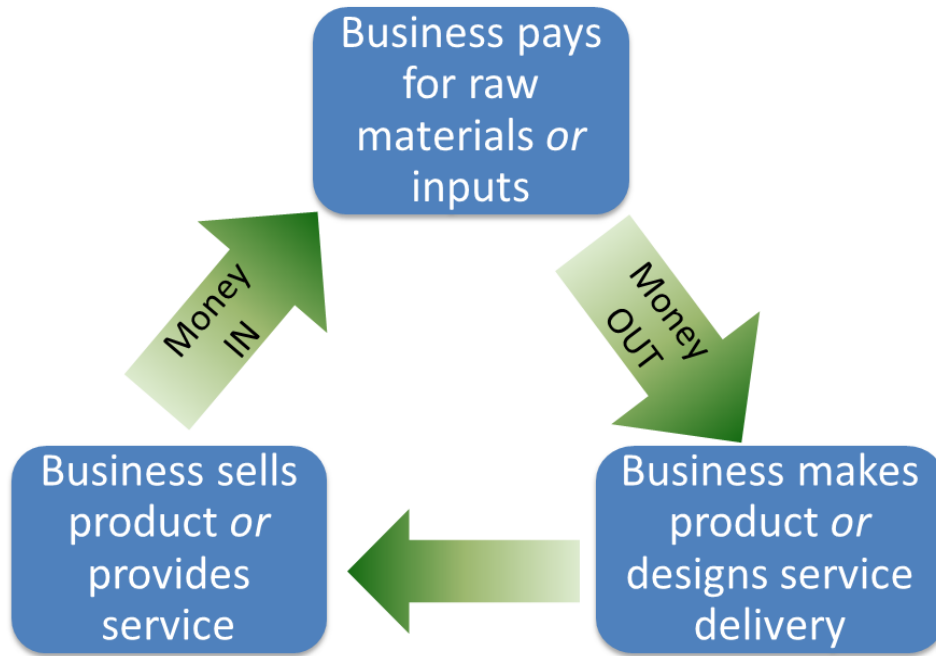 Business pays
for raw
materials or
inputs
Money
IN
Money
OUT
Business sells
product or
provides
service
Business makes
product or
designs service
delivery